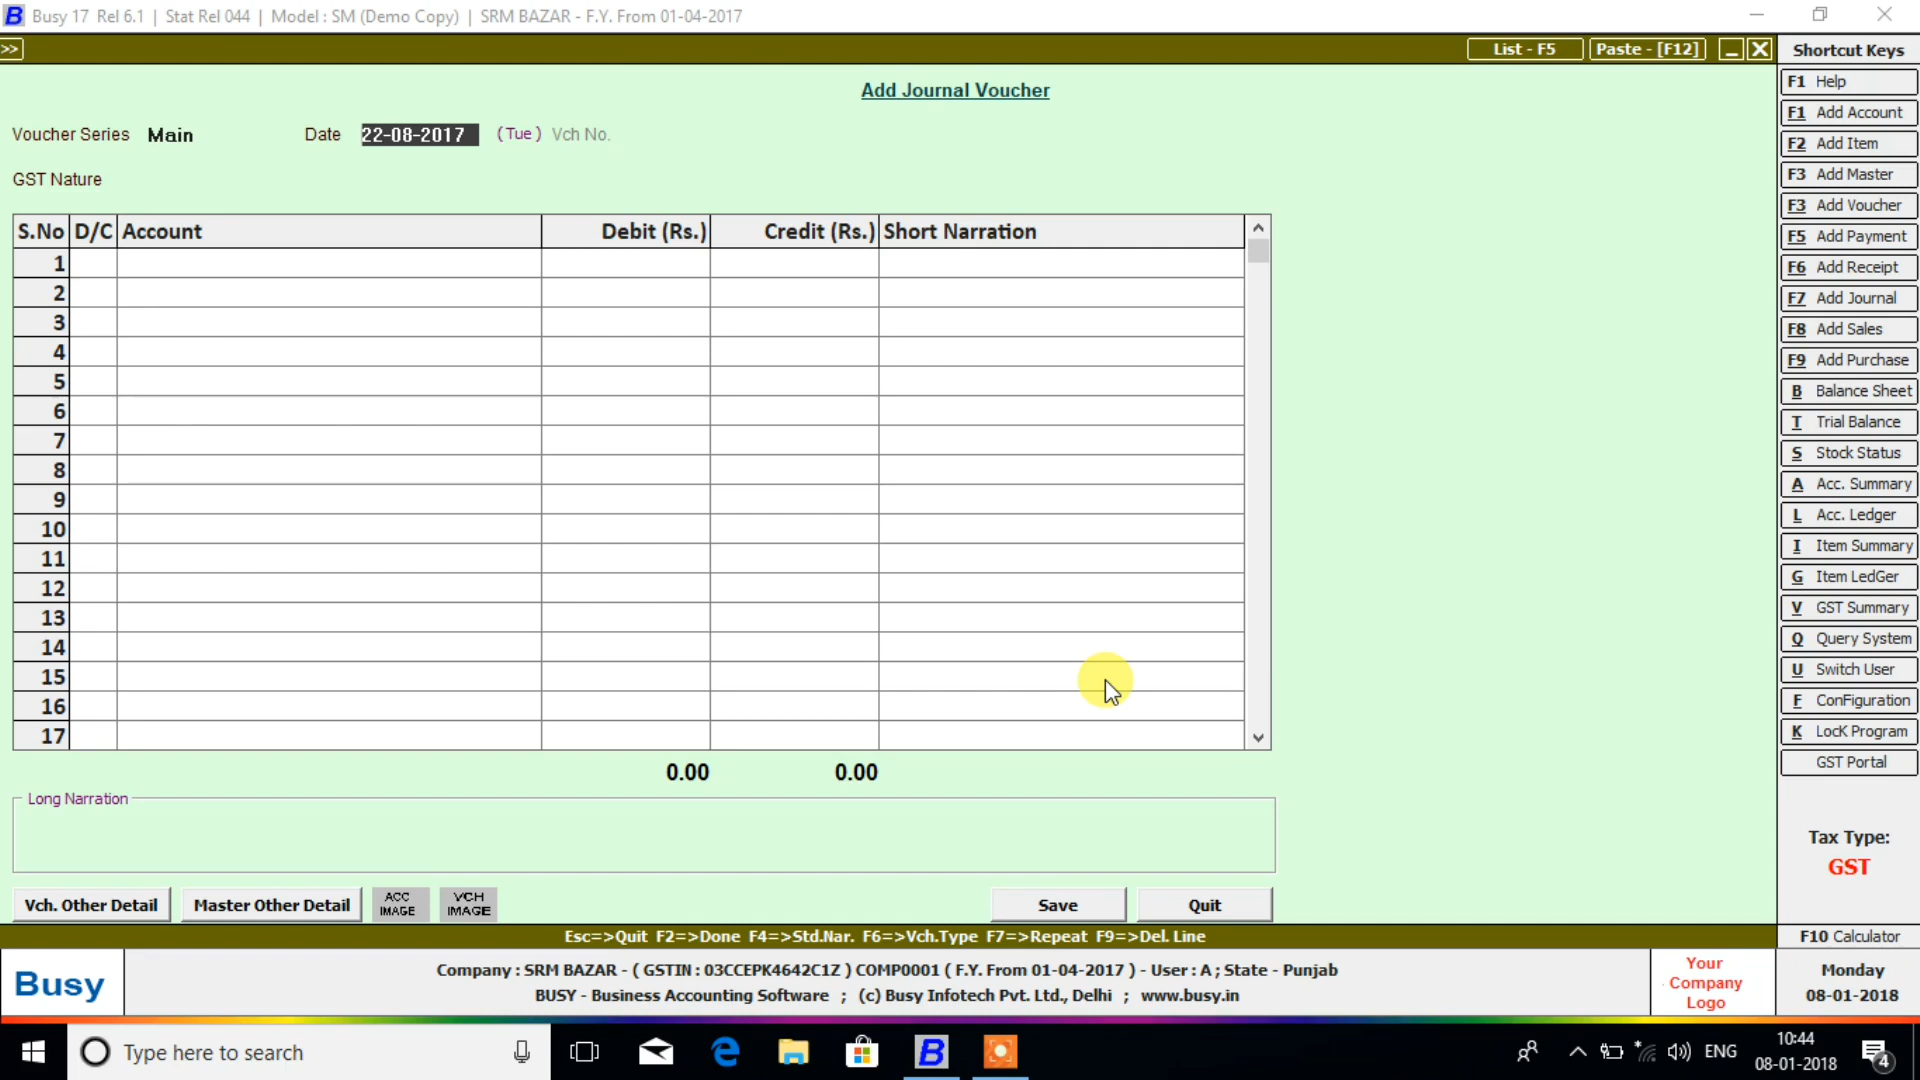 Busy 17 Rel 6.1 | Stat Rel 044 | Model : SM (Demo Copy) | SRM BAZAR - F.Y. From 01-04-2017
>> List - F5 Paste - [F12]
Shortcut Keys
Add Journal Voucher
Voucher Series Main Date 22-08-2017 (Tue) Vch No.
GST Nature
S.No D/C Account Debit (Rs.) Credit (Rs.) Short Narration
1
2
3
4
5
6
7
8
9
10
11
12
13
14
15
16
17
0.00 0.00
Long Narration
Vch. Other Detail Master Other Detail ACC IMAGE VCH IMAGE Save Quit
Esc=>Quit F2=>Done F4=>Std.Nar. F6=>Vch.Type F7=>Repeat F9=>Del. Line
F1 Help
F1 Add Account
F2 Add Item
F3 Add Master
F3 Add Voucher
F5 Add Payment
F6 Add Receipt
F7 Add Journal
F8 Add Sales
F9 Add Purchase
B Balance Sheet
T Trial Balance
S Stock Status
A Acc. Summary
L Acc. Ledger
I Item Summary
G Item LedGer
V GST Summary
Q Query System
U Switch User
F ConFiguration
K LocK Program
GST Portal
Tax Type:
GST
F10 Calculator
Busy
Company : SRM BAZAR - ( GSTIN : 03CCEPK4642C1Z ) COMP0001 ( F.Y. From 01-04-2017 ) - User : A ; State - Punjab
BUSY - Business Accounting Software ; (c) Busy Infotech Pvt. Ltd., Delhi ; www.busy.in
Your
Company
Logo
Monday
08-01-2018
Type here to search
ENG
10:44
08-01-2018
4